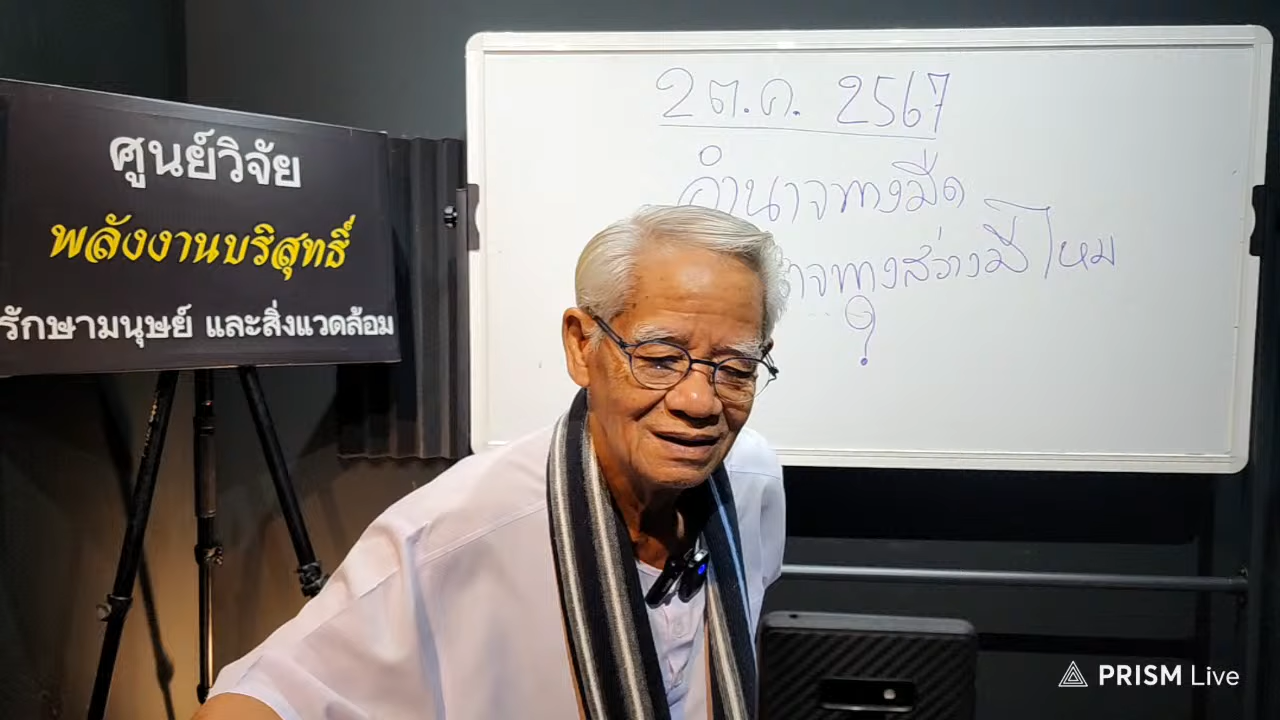 ศูนย์วิจัย
พลังงานบริสุทธิ์
รักษามนุษย์ และสิ่งแวดล้อม
2 ต.ค. 2567
อำนาจทางมืด
าจทางสว่างมีไหม
?
PRISM Live